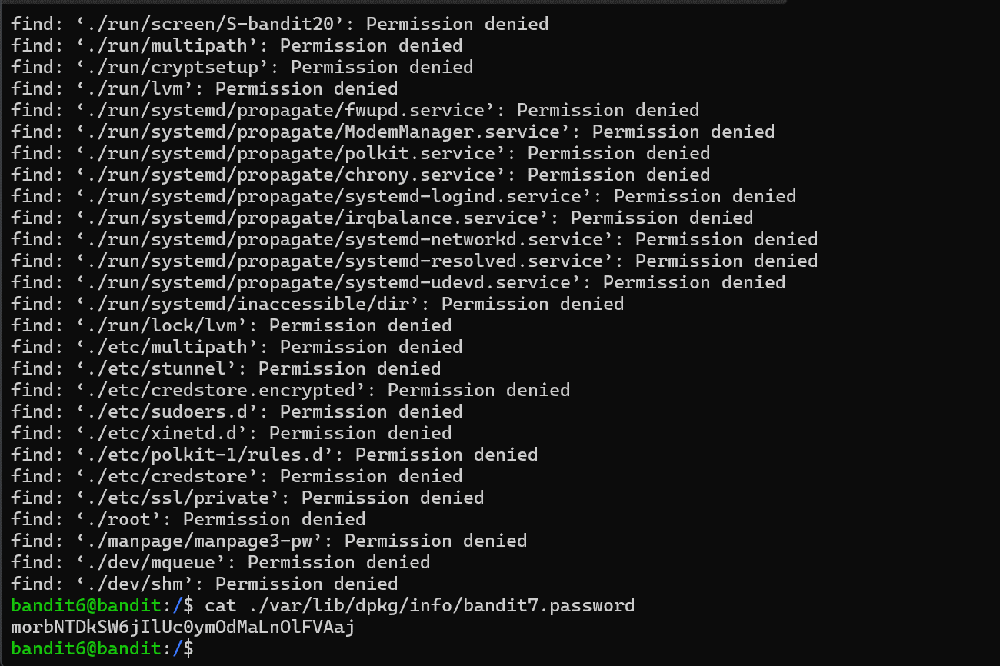 find: ‘./run/screen/S-bandit20’: Permission denied
find: ‘./run/multipath’: Permission denied
find: ‘./run/cryptsetup’: Permission denied
find: ‘./run/lvm’: Permission denied
find: ‘./run/systemd/propagate/fwupd.service’: Permission denied
find: ‘./run/systemd/propagate/ModemManager.service’: Permission denied
find: ‘./run/systemd/propagate/polkit.service’: Permission denied
find: ‘./run/systemd/propagate/chrony.service’: Permission denied
find: ‘./run/systemd/propagate/systemd-logind.service’: Permission denied
find: ‘./run/systemd/propagate/irqbalance.service’: Permission denied
find: ‘./run/systemd/propagate/systemd-networkd.service’: Permission denied
find: ‘./run/systemd/propagate/systemd-resolved.service’: Permission denied
find: ‘./run/systemd/propagate/systemd-udevd.service’: Permission denied
find: ‘./run/systemd/inaccessible/dir’: Permission denied
find: ‘./run/lock/lvm’: Permission denied
find: ‘./etc/multipath’: Permission denied
find: ‘./etc/stunnel’: Permission denied
find: ‘./etc/credstore.encrypted’: Permission denied
find: ‘./etc/sudoers.d’: Permission denied
find: ‘./etc/xinetd.d’: Permission denied
find: ‘./etc/polkit-1/rules.d’: Permission denied
find: ‘./etc/credstore’: Permission denied
find: ‘./etc/ssl/private’: Permission denied
find: ‘./root’: Permission denied
find: ‘./manpage/manpage3-pw’: Permission denied
find: ‘./dev/mqueue’: Permission denied
find: ‘./dev/shm’: Permission denied
bandit6@bandit:/$ cat ./var/lib/dpkg/info/bandit7.password
morbNTDkSW6jIlUc0ymOdMaLnOlFVAaj
bandit6@bandit:/$